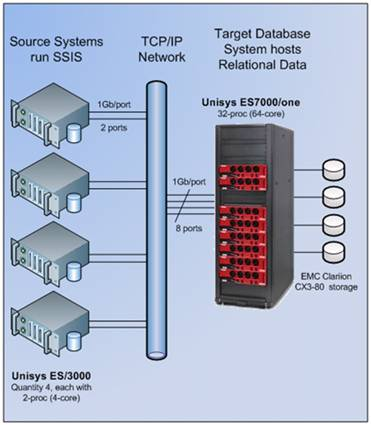 Source Systems
run SSIS
TCP/IP
Network
Target Database
System hosts
Relational Data
1Gb/port
2 ports
Unisys ES7000/one
32-proc (64-core)
1Gb/port
8 ports
EMC Clariion
CX3-80 storage
Unisys ES/3000
Quantity 4, each with
2-proc (4-core)